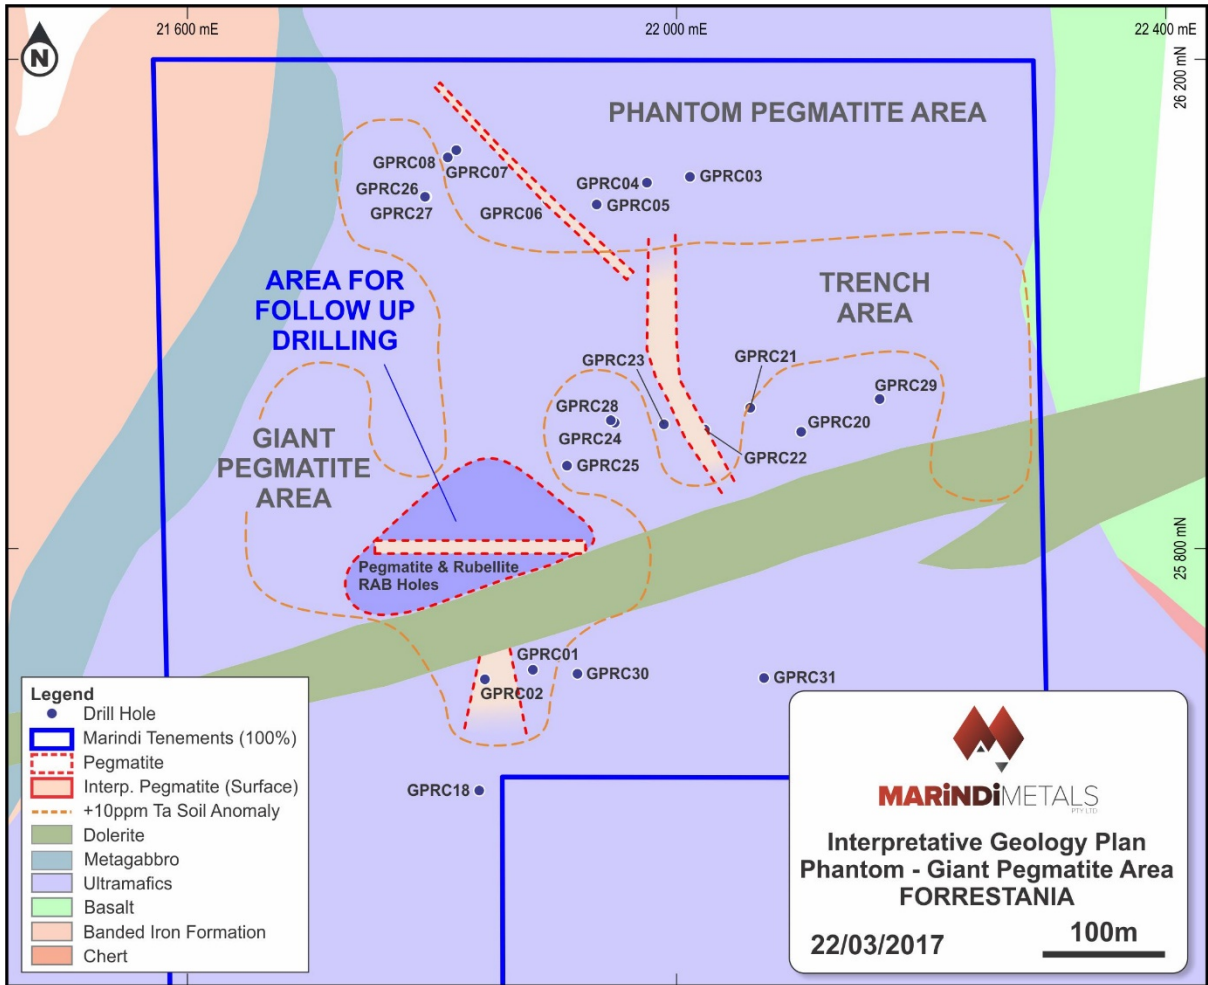 21 600 mE
22 000 mE
22 400 mE
N
26 200 mN
PHANTOM PEGMATITE AREA
GPRC08
GPRC07
GPRC04
GPRC03
GPRC26
GPRC27
GPRC06
GPRC05
AREA FOR
FOLLOW UP
DRILLING
TRENCH
AREA
GPRC23
GPRC21
GPRC29
GPRC28
GPRC24
GPRC20
GIANT
PEGMATITE
AREA
GPRC25
GPRC22
25 800 mN
Pegmatite & Rubellite
RAB Holes
GPRC01
GPRC02
GPRC30
GPRC31
GPRC18
Legend
Drill Hole
Marindi Tenements (100%)
Pegmatite
Interp. Pegmatite (Surface)
+10ppm Ta Soil Anomaly
Dolerite
Metagabbro
Ultramafics
Basalt
Banded Iron Formation
Chert
MARiNDiMETALS
PTY LTD
Interpretative Geology Plan
Phantom - Giant Pegmatite Area
FORRESTANIA
22/03/2017
100m